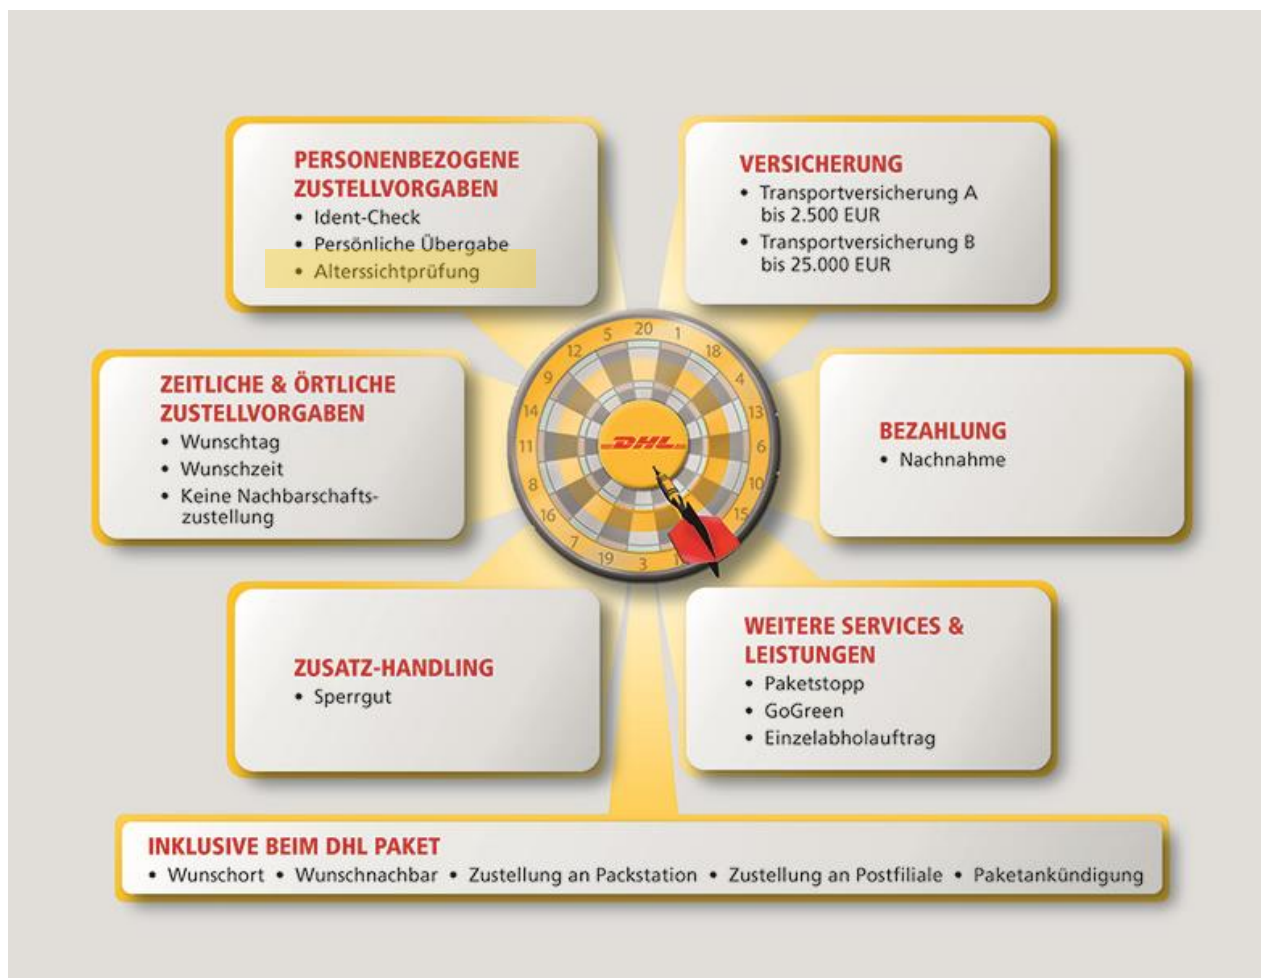 PERSONENBEZOGENE
ZUSTELLVORGABEN
• Ident-Check
• Persönliche Übergabe
• Alterssichtprüfung
VERSICHERUNG
• Transportversicherung A
bis 2.500 EUR
• Transportversicherung B
bis 25.000 EUR
ZEITLICHE & ÖRTLICHE
ZUSTELLVORGABEN
• Wunschtag
• Wunschzeit
• Keine Nachbarschafts-
zustellung
5 20 1
12 18
9 4
14 13
11 DHL 6
8 10
16 15
7
19 3
BEZAHLUNG
• Nachnahme
ZUSATZ-HANDLING
• Sperrgut
WEITERE SERVICES &
LEISTUNGEN
• Paketstopp
• GoGreen
• Einzelabholauftrag
INKLUSIVE BEIM DHL PAKET
• Wunschort • Wunschnachbar • Zustellung an Packstation • Zustellung an Postfiliale • Paketankündigung